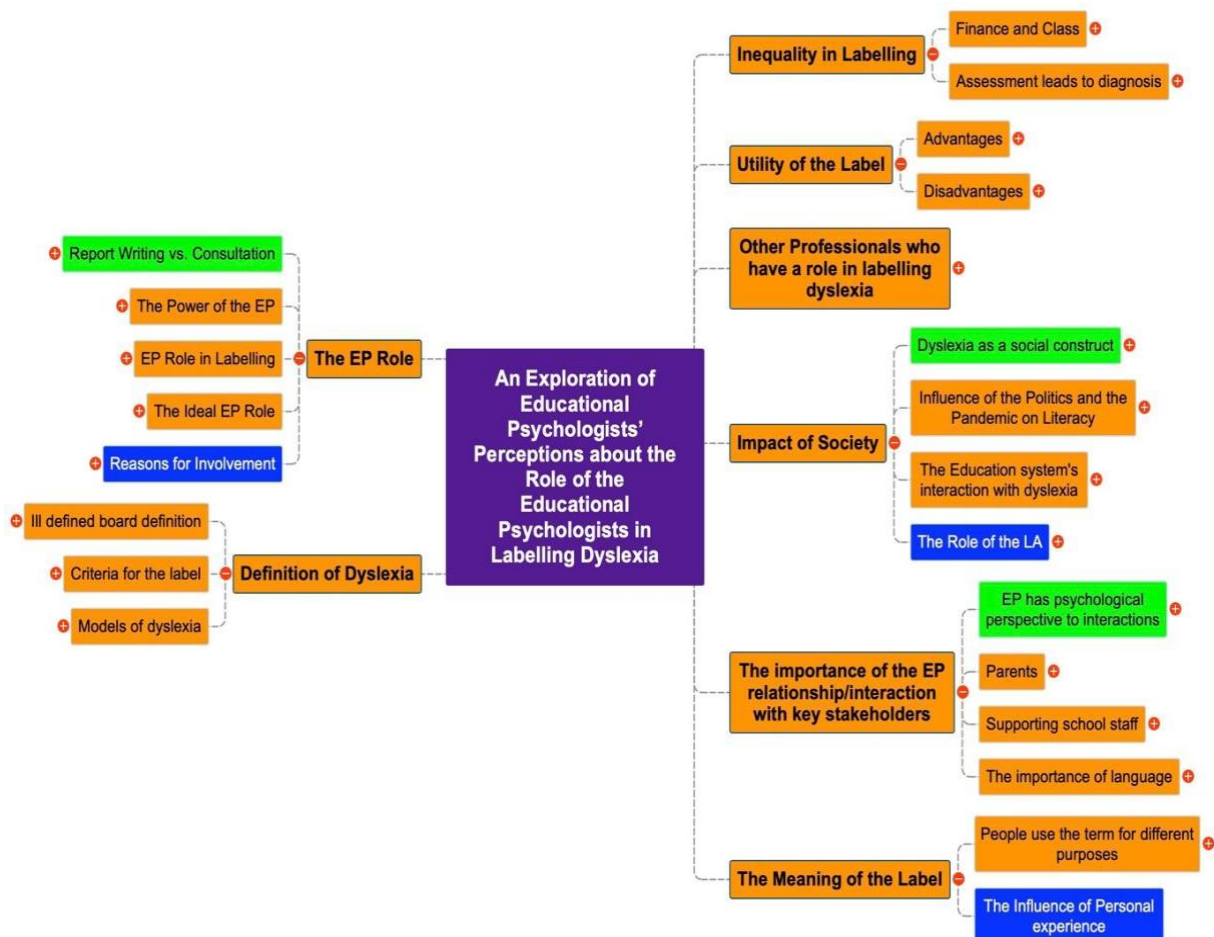 Finance and Class
Inequality in Labelling
Assessment leads to diagnosis
Advantages
Utility of the Label
Disadvantages
Other Professionals who
have a role in labelling
dyslexia
Report Writing vs. Consultation
The Power of the EP
EP Role in Labelling
The EP Role
The Ideal EP Role
Reasons for Involvement
Ill defined board definition
Criteria for the label
Definition of Dyslexia
Models of dyslexia
An Exploration of
Educational
Psychologists'
Perceptions about the
Role of the
Educational
Psychologists in
Labelling Dyslexia
Dyslexia as a social construct
Influence of the Politics and the
Pandemic on Literacy
Impact of Society
The Education system's
interaction with dyslexia
The Role of the LA
EP has psychological
perspective to interactions
The importance of the EP
relationship/interaction
with key stakeholders
Parents
Supporting school staff
The importance of language
People use the term for different
purposes
The Meaning of the Label
The Influence of Personal
experience